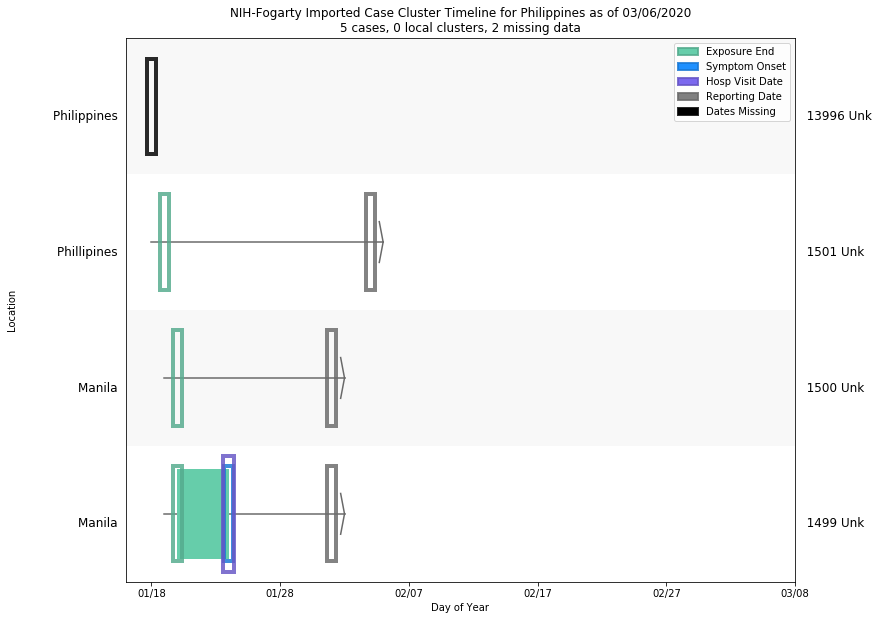 NIH-Fogarty Imported Case Cluster Timeline for Philippines as of 03/06/2020
5 cases, 0 local clusters, 2 missing data
Exposure End
Symptom Onset
Hosp Visit Date
Reporting Date
Dates Missing
Philippines
13996 Unk
Phillipines
1501 Unk
Location
Manila
1500 Unk
Manila
1499 Unk
01/18
01/28
02/07
02/17
02/27
03/08
Day of Year